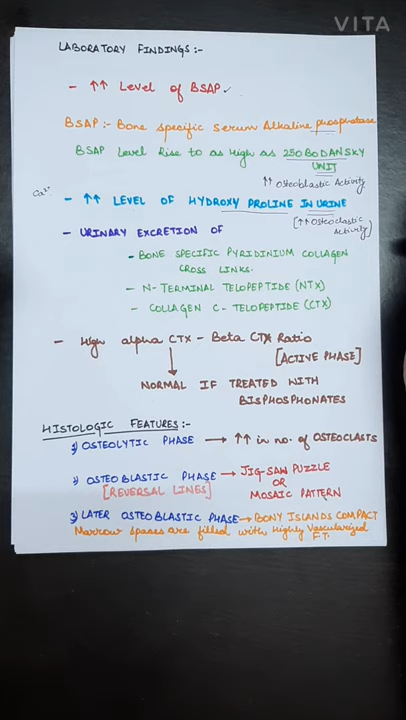 VITA
LABORATORY FINDINGS :-
- ↑↑ Level of BSAP ✓
BSAP :- Bone specific Serum Alkaline phosphatase
BSAP Level Rise to as High as 250 BODANSKY
UNIT
↑↑ Osteoblastic Activity
Ca²⁺
- ↑↑ LEVEL OF HYDROXY PROLINE IN URINE
[↑↑ Osteoclastic
Activity]
- URINARY EXCRETION OF
- BONE SPECIFIC PYRIDINIUM COLLAGEN
CROSS LINKS.
- N-TERMINAL TELOPEPTIDE (NTX)
- COLLAGEN C-TELOPEPTIDE (CTX)
- High alpha CTX - Beta CTX Ratio
[ACTIVE PHASE]
↓
NORMAL IF TREATED WITH
BISPHOSPHONATES
HISTOLOGIC FEATURES :-
1) OSTEOLYTIC PHASE → ↑↑ in no. of OSTEOCLASTS
2) OSTEOBLASTIC PHASE → JIG-SAW PUZZLE
[REVERSAL LINES] OR
MOSAIC PATTERN
3) LATER OSTEOBLASTIC PHASE → BONY ISLANDS COMPACT
Marrow spases are filled with Highly Vascularized
F.T.